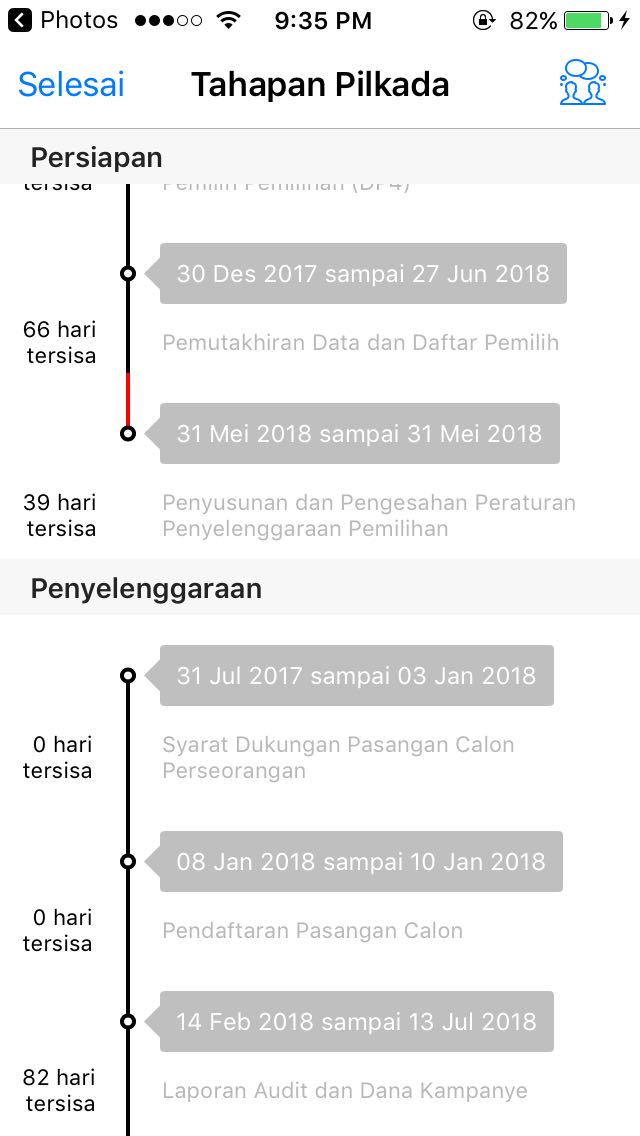 Photos 9:35 PM 82%
Selesai Tahapan Pilkada
Persiapan
tersisa Pemilih Pemilihan (DP4)
30 Des 2017 sampai 27 Jun 2018
66 hari
tersisa
Pemutakhiran Data dan Daftar Pemilih
31 Mei 2018 sampai 31 Mei 2018
39 hari
tersisa
Penyusunan dan Pengesahan Peraturan
Penyelenggaraan Pemilihan
Penyelenggaraan
31 Jul 2017 sampai 03 Jan 2018
0 hari
tersisa
Syarat Dukungan Pasangan Calon
Perseorangan
08 Jan 2018 sampai 10 Jan 2018
0 hari
tersisa
Pendaftaran Pasangan Calon
14 Feb 2018 sampai 13 Jul 2018
82 hari
tersisa
Laporan Audit dan Dana Kampanye